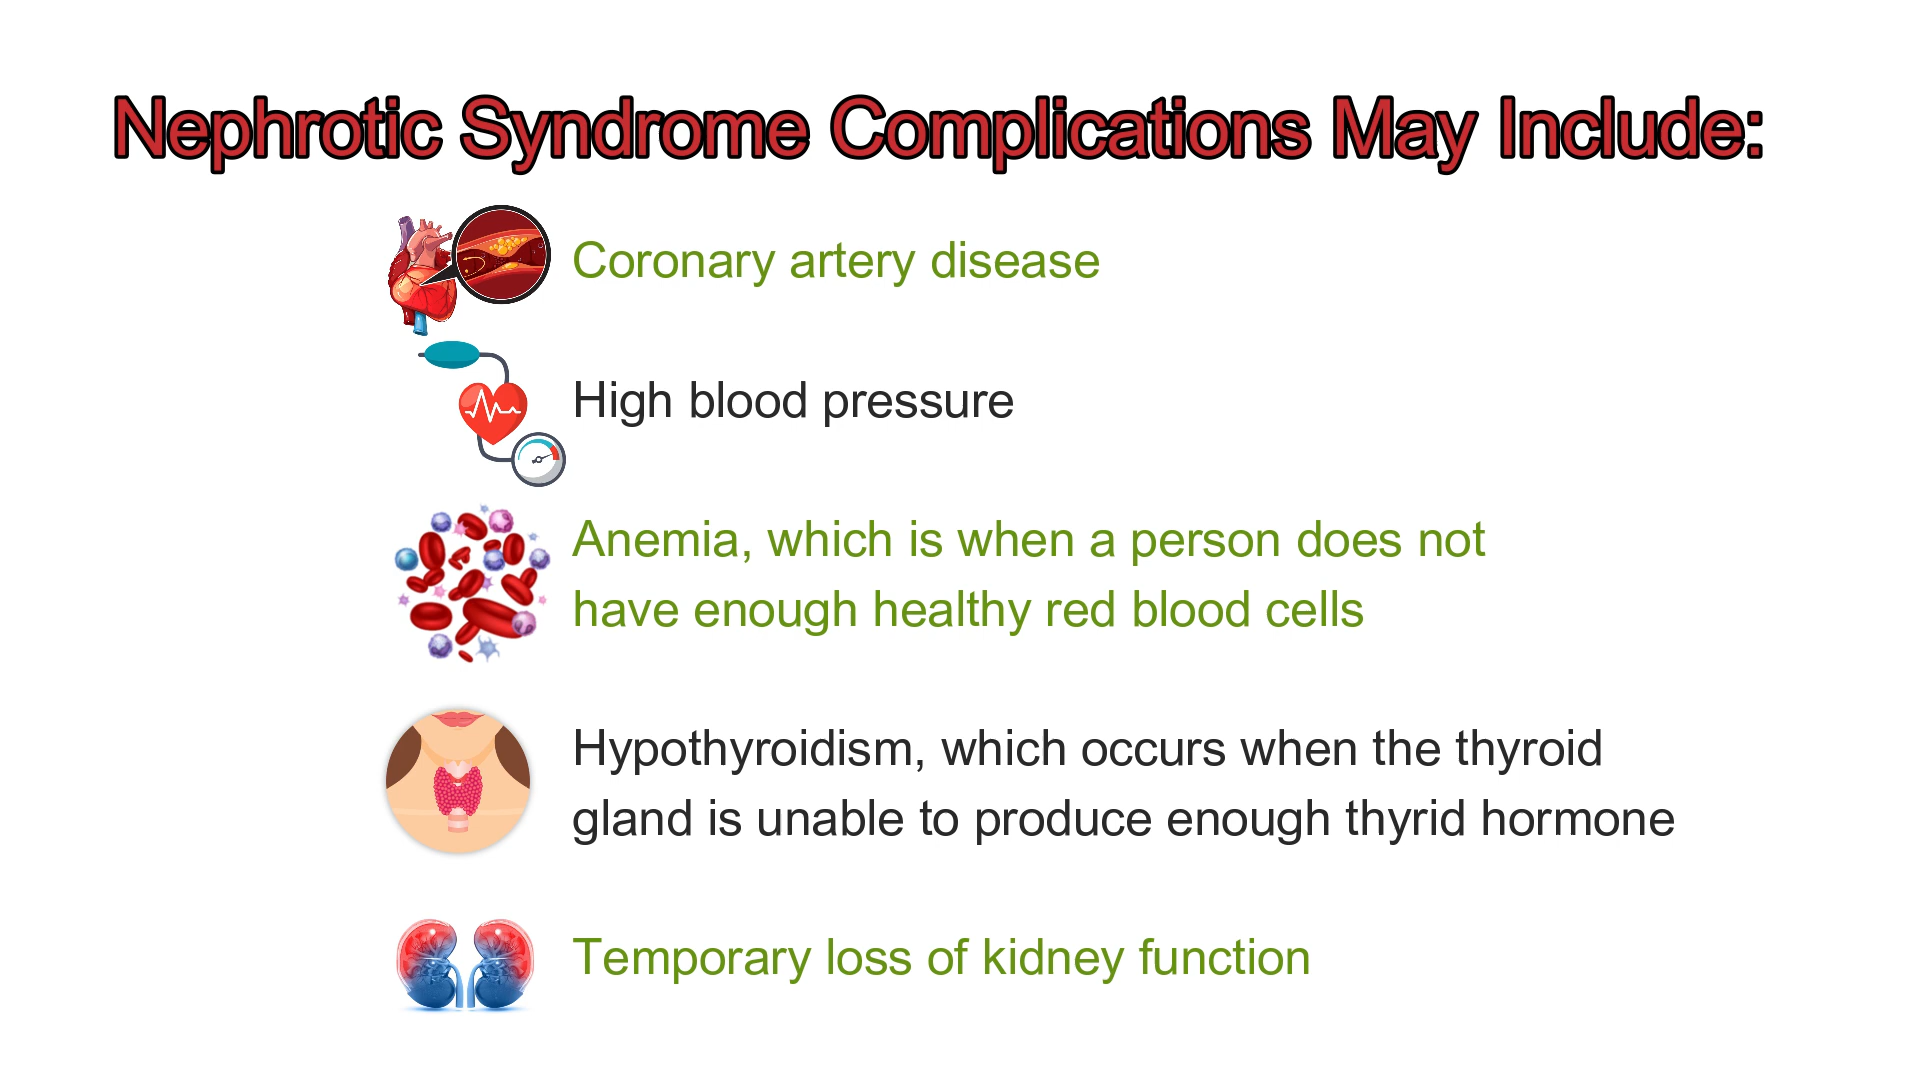 Nephrotic Syndrome Complications May Include:
Coronary artery disease
High blood pressure
Anemia, which is when a person does not
have enough healthy red blood cells
Hypothyroidism, which occurs when the thyroid
gland is unable to produce enough thyrid hormone
Temporary loss of kidney function